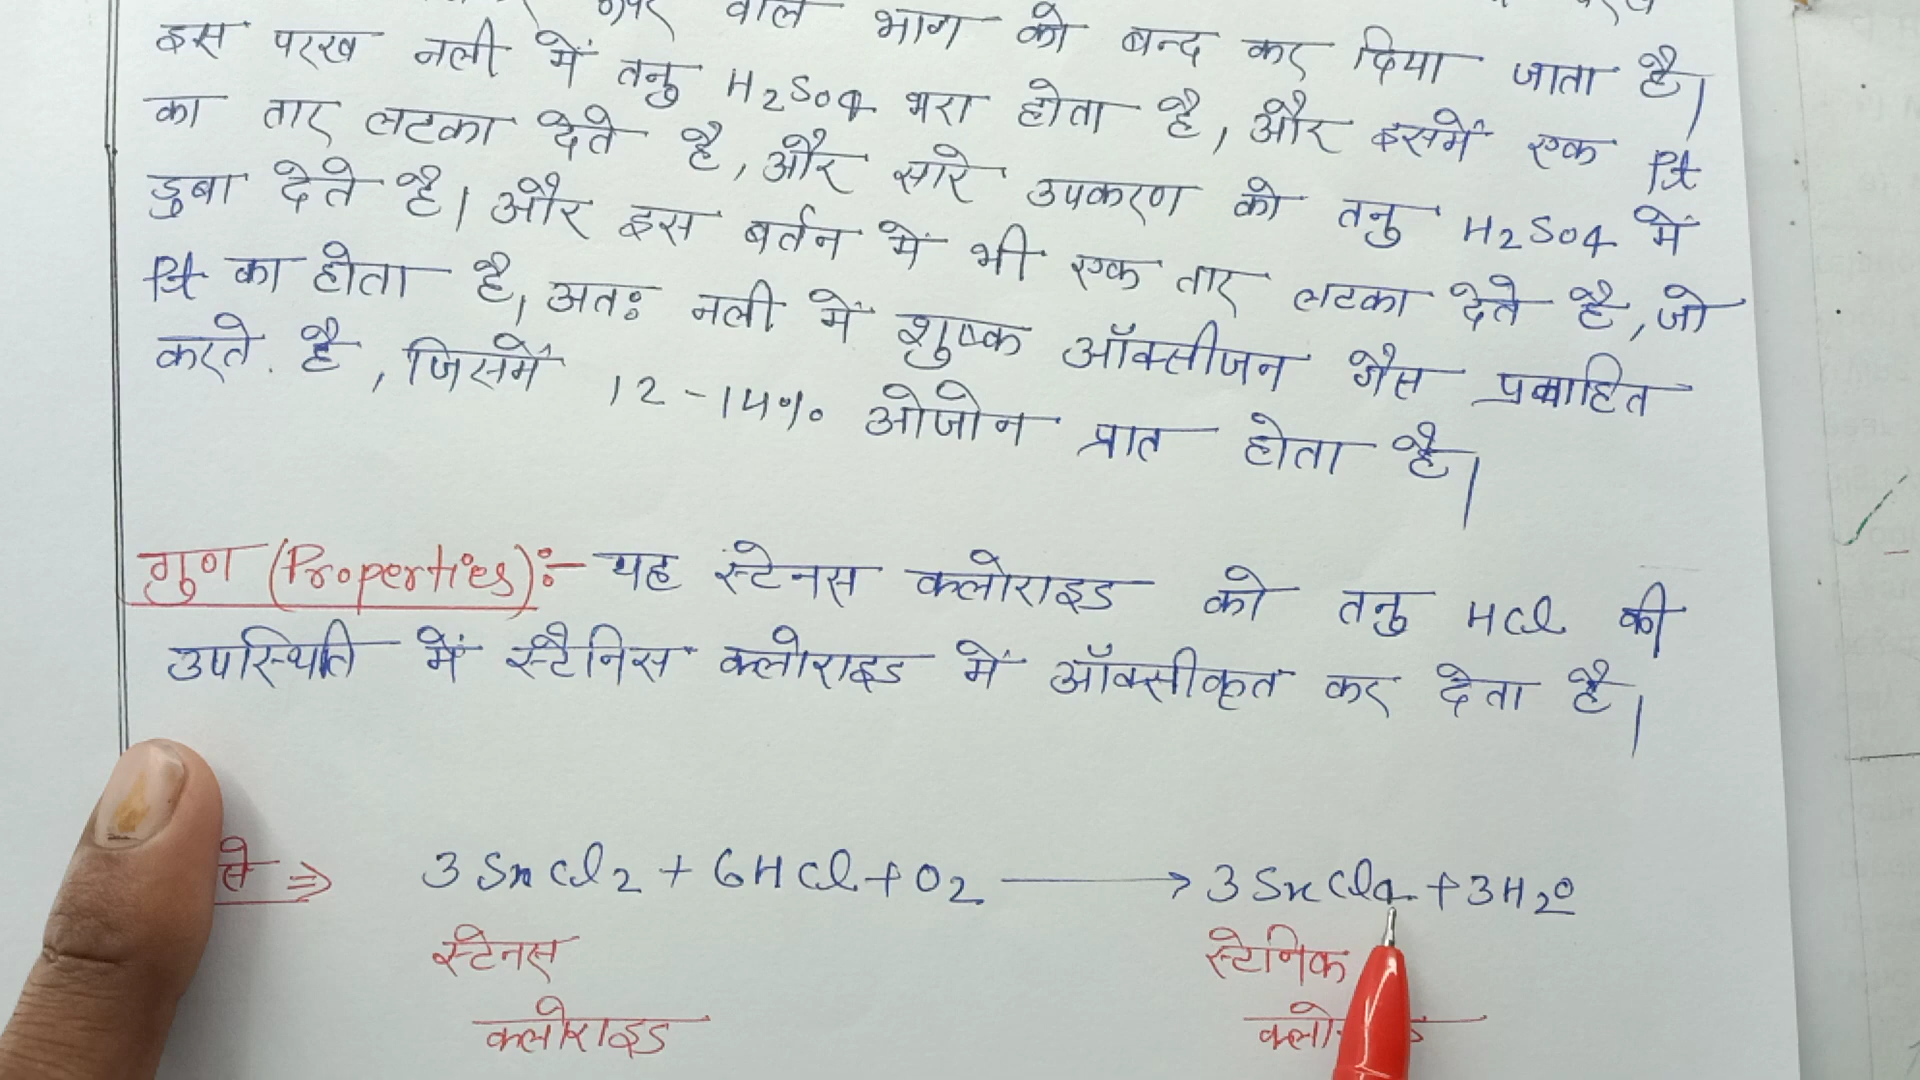 वाले भाग को बन्द कर दिया जाता है।
इस परख नली में तनु H2SO4 भरा होता है, और इसमें एक Pt
का तार लटका देते है, और सारे उपकरण को तनु H2SO4 में
डुबा देते है। और इस बर्तन में भी एक तार लटका देते है, जो
Pt का होता है, अतः नली में शुष्क ऑक्सीजन गैस प्रवाहित
करते है, जिसमें 12-14% ओजोन प्रात होता है।
गुण (Properties):- यह स्टेनस क्लोराइड को तनु HCl की
उपस्थिति में स्टैनिस क्लोराइड में ऑक्सीकृत कर देता है।
से ⇒ 3SnCl2 + 6HCl + O2 ⟶ 3SnCl4 + 3H2O
स्टेनस स्टेनिक
क्लोराइड